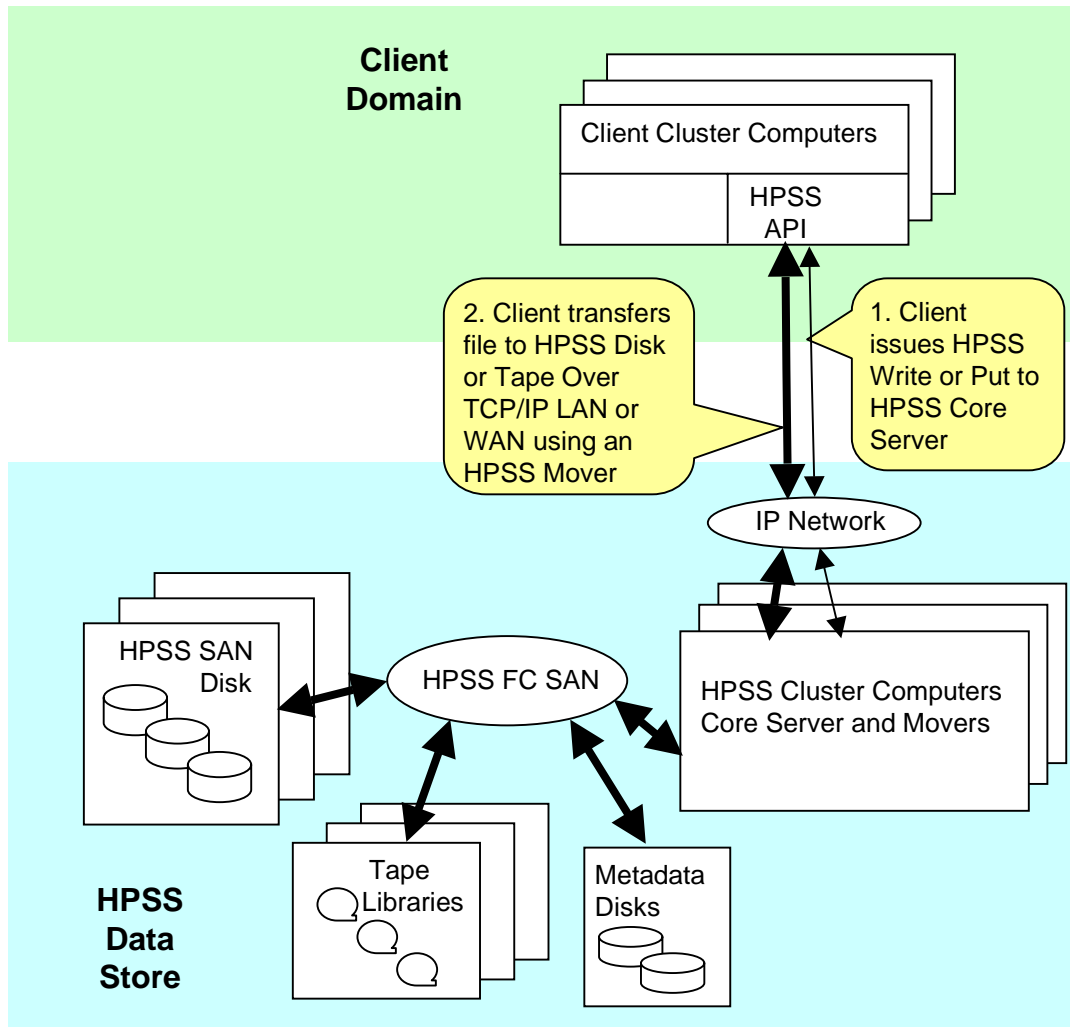 Client
Domain
Client Cluster Computers
HPSS
API
2. Client transfers
file to HPSS Disk
or Tape Over
TCP/IP LAN or
WAN using an
HPSS Mover
1. Client
issues HPSS
Write or Put to
HPSS Core
Server
IP Network
HPSS SAN
Disk
HPSS FC SAN
HPSS Cluster Computers
Core Server and Movers
Tape
Libraries
Metadata
Disks
HPSS
Data
Store